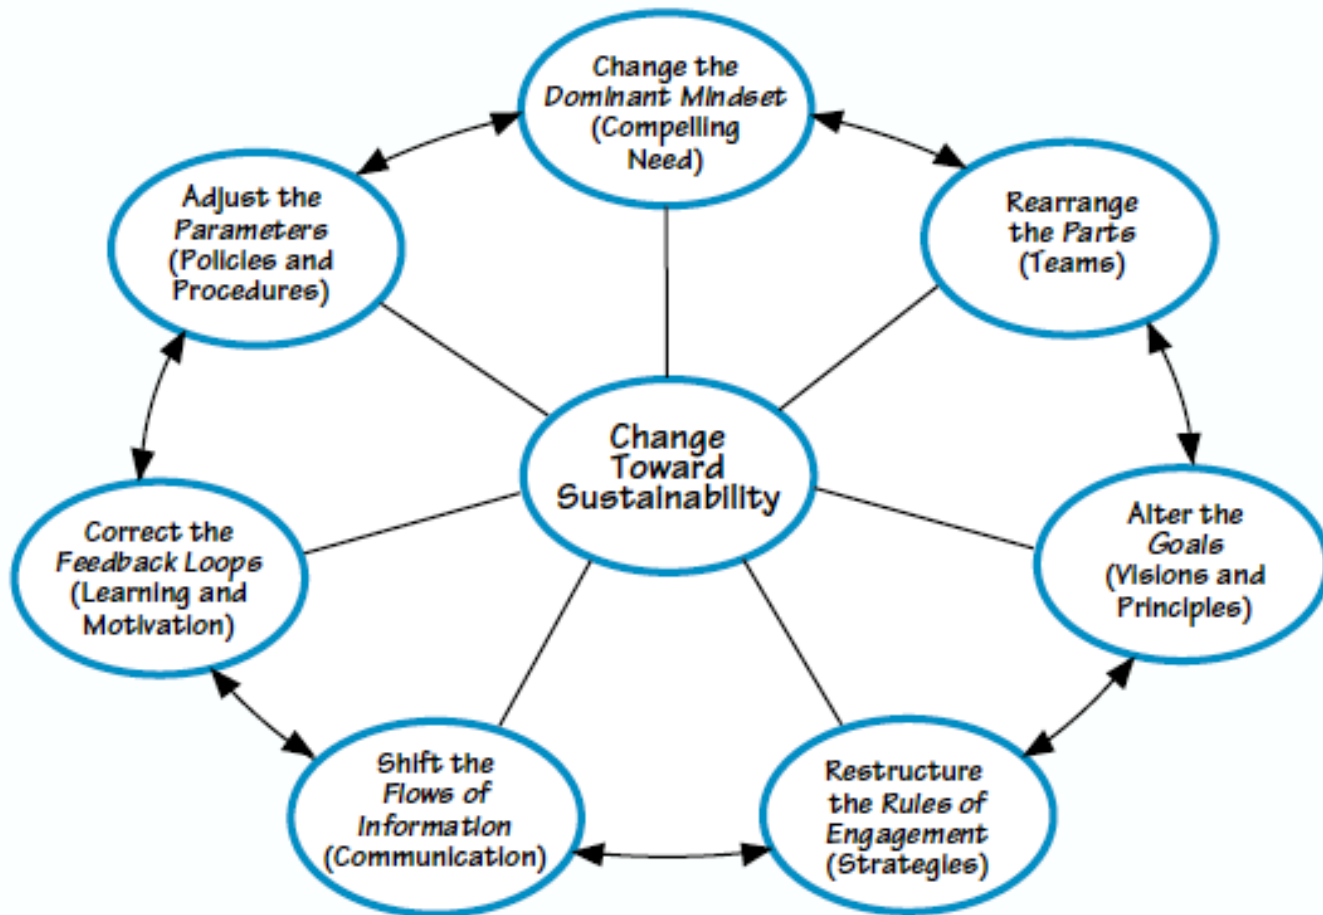 Change the
Dominant Mindset
(Compelling
Need)
Rearrange
the Parts
(Teams)
Alter the
Goals
(Visions and
Principles)
Restructure
the Rules of
Engagement
(Strategies)
Shift the
Flows of
Information
(Communication)
Correct the
Feedback Loops
(Learning and
Motivation)
Adjust the
Parameters
(Policies and
Procedures)
Change
Toward
Sustainability